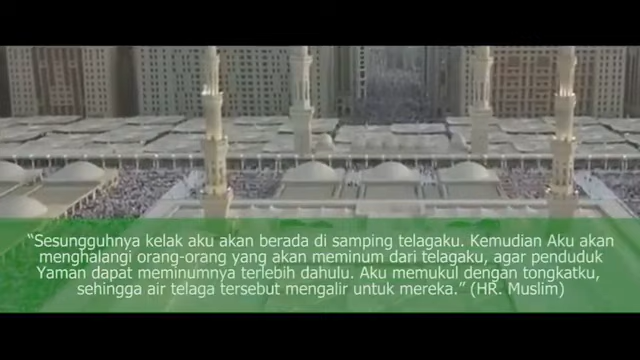 “Sesungguhnya kelak aku akan berada di samping telagaku. Kemudian Aku akan
menghalangi orang-orang yang akan meminum dari telagaku, agar penduduk
Yaman dapat meminumnya terlebih dahulu. Aku memukul dengan tongkatku,
sehingga air telaga tersebut mengalir untuk mereka.” (HR. Muslim)